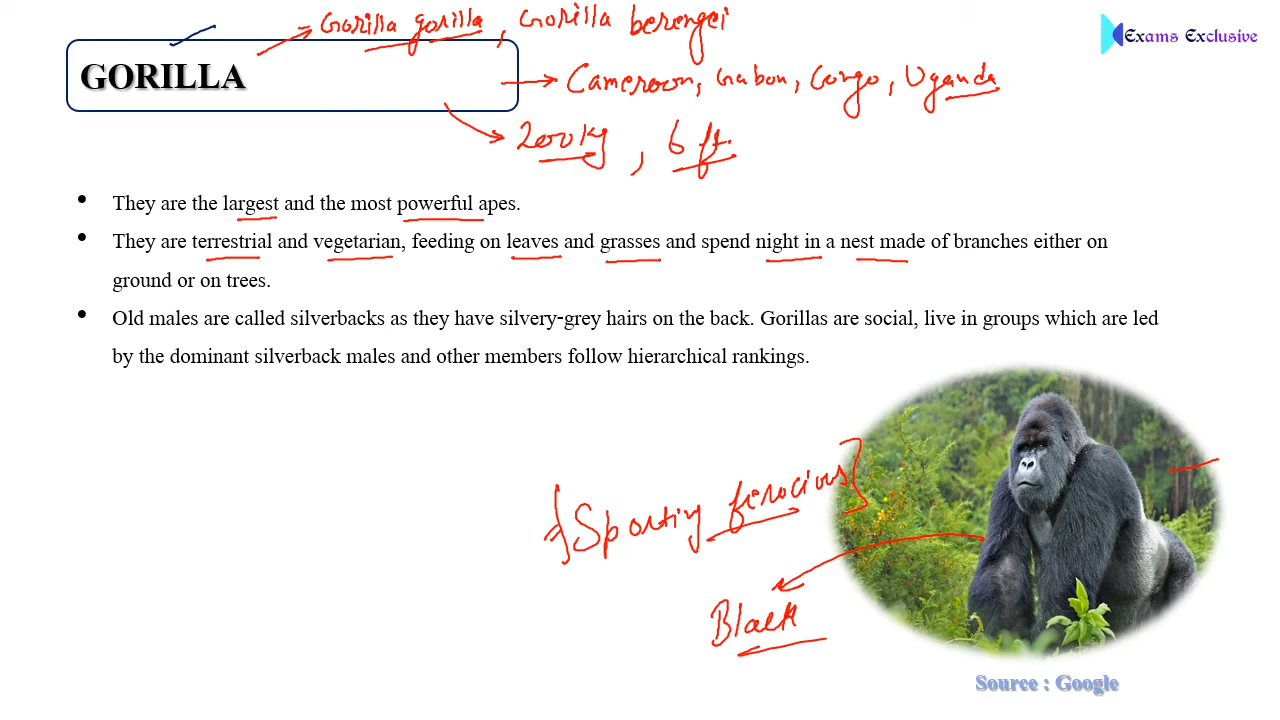 Gorilla gorilla, Gorilla berengei
Exams Exclusive
GORILLA
Cameroon, Gabon, Congo, Uganda
200 kg, 6 ft.
• They are the largest and the most powerful apes.
• They are terrestrial and vegetarian, feeding on leaves and grasses and spend night in a nest made of branches either on
ground or on trees.
• Old males are called silverbacks as they have silvery-grey hairs on the back. Gorillas are social, live in groups which are led
by the dominant silverback males and other members follow hierarchical rankings.
Sporting ferocious
Black
Source : Google